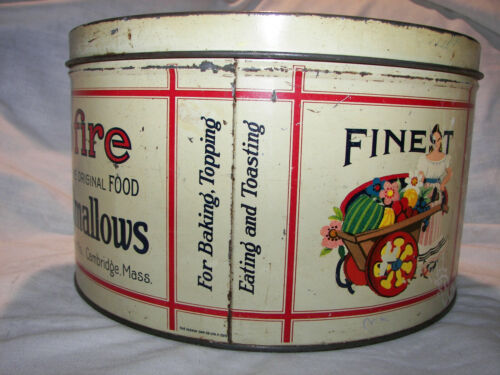 fire
ORIGINAL FOOD
mallows
Cambridge, Mass.
For Baking, Topping
Eating and Toasting
FINEST